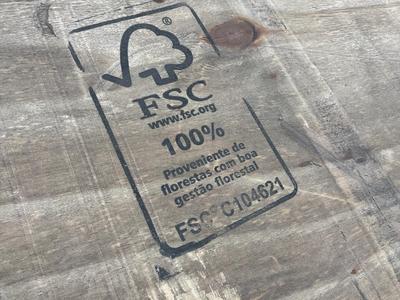 ®
FSC
www.fsc.org
100%
Proveniente de
florestas com boa
gestão florestal
FSC® C104621